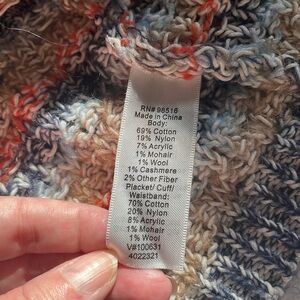 RN# 98516
Made in China
Body:
69% Cotton
19% Nylon
7% Acrylic
1% Mohair
1% Wool
1% Cashmere
2% Other Fiber
Placket/ Cuff/
Waistband:
70% Cotton
20% Nylon
8% Acrylic
1% Mohair
1% Wool
V#100631
4022321